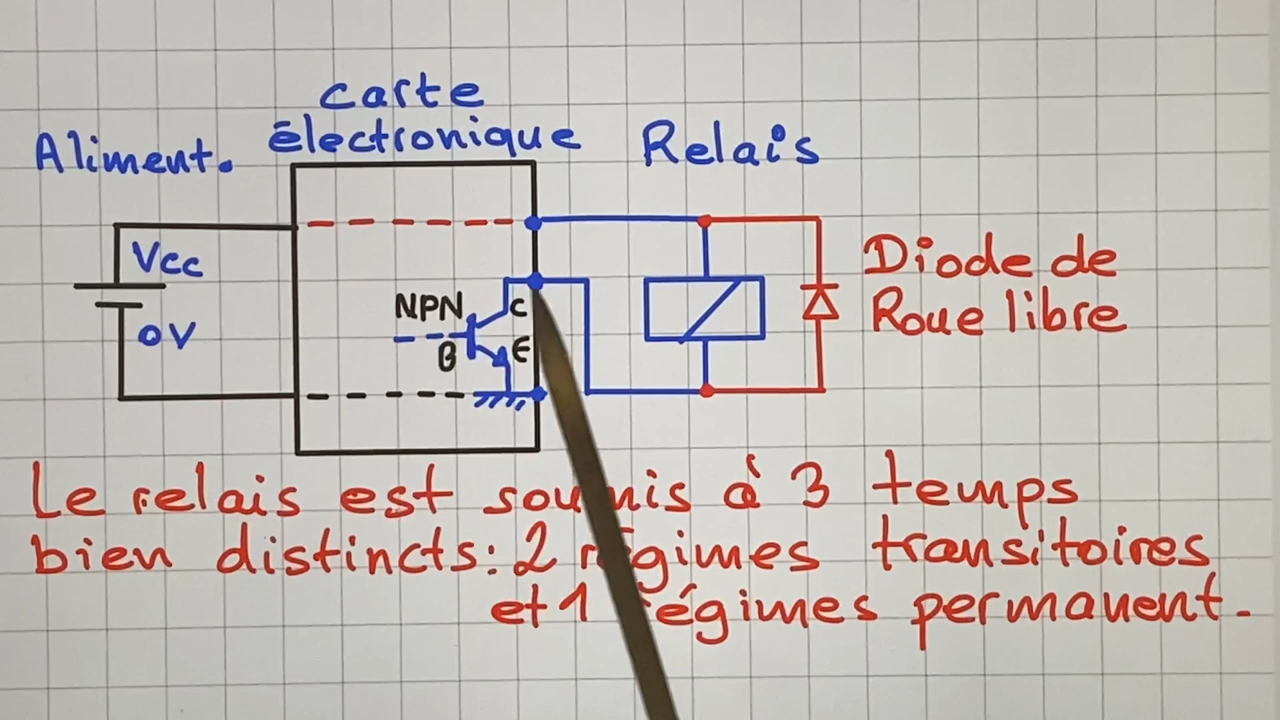 carte
électronique
Aliment.
Relais
Vcc
0V
NPN
C
B
E
Diode de
Roue libre
Le relais est soumis à 3 temps
bien distincts: 2 régimes transitoires
et 1 régimes permanent.